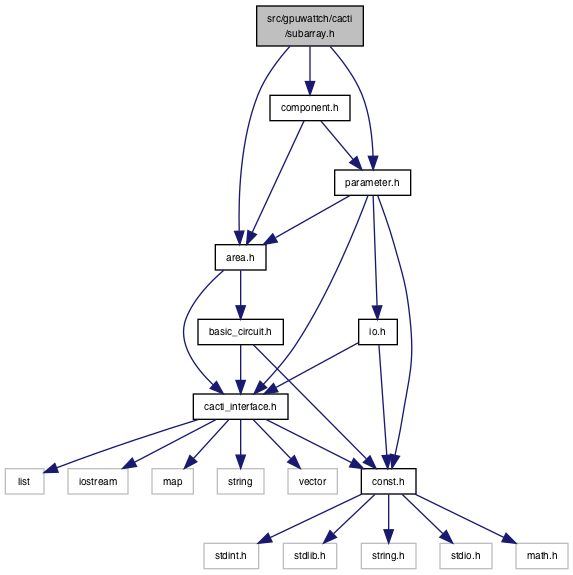 src/gpuwattch/cacti
/subarray.h
component.h
parameter.h
area.h
basic_circuit.h
io.h
cacti_interface.h
list
iostream
map
string
vector
const.h
stdint.h
stdlib.h
string.h
stdio.h
math.h